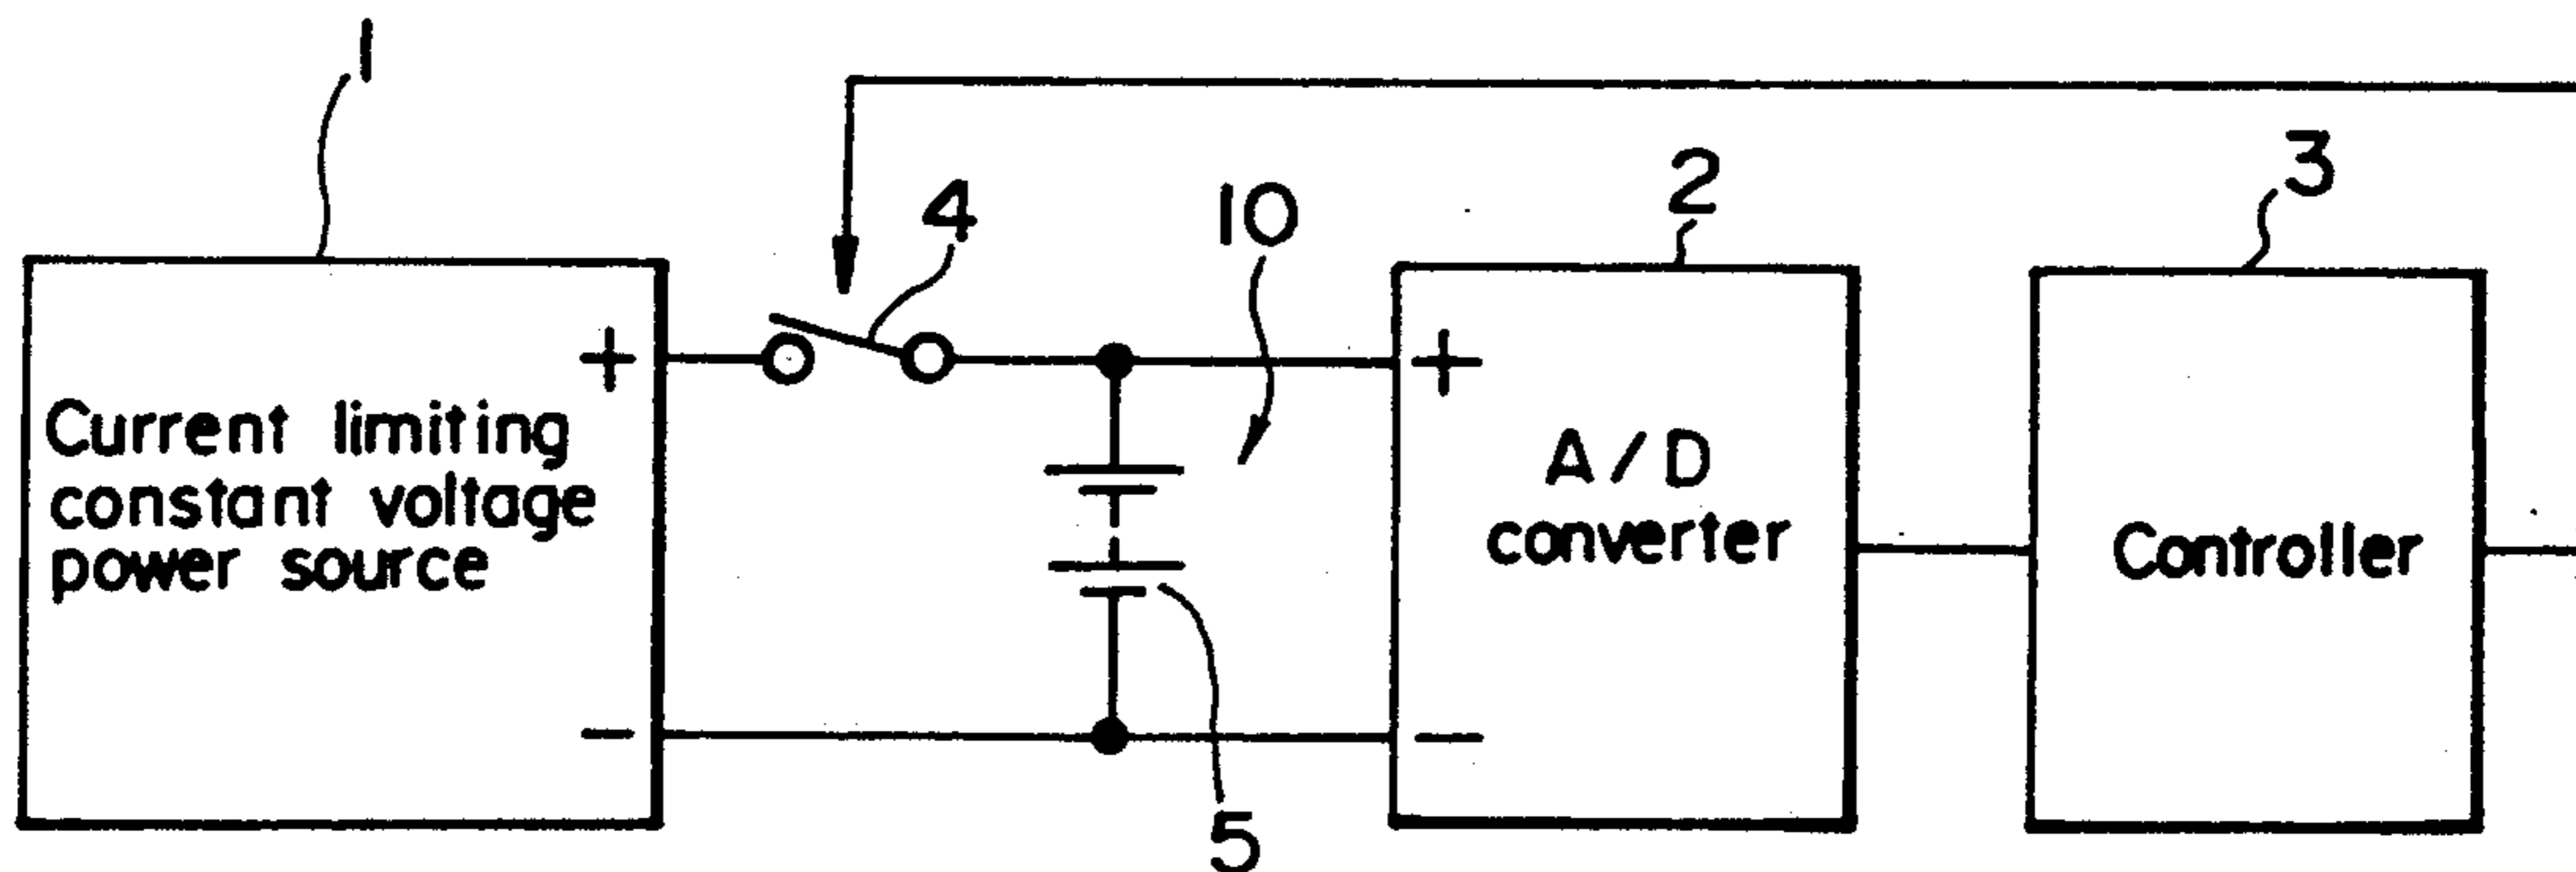 1
4
10
2
3
+
+
Current limiting
constant voltage
power source
A/D
converter
Controller
−
−
5